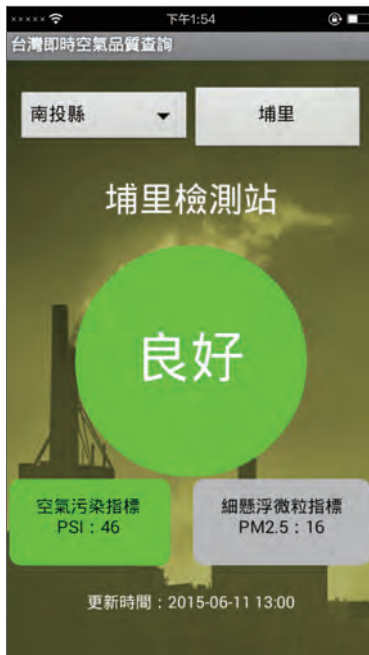 下午1:54
台灣即時空氣品質查詢
南投縣
埔里
埔里檢測站
良好
空氣污染指標
PSI：46
細懸浮微粒指標
PM2.5：16
更新時間：2015-06-11 13:00